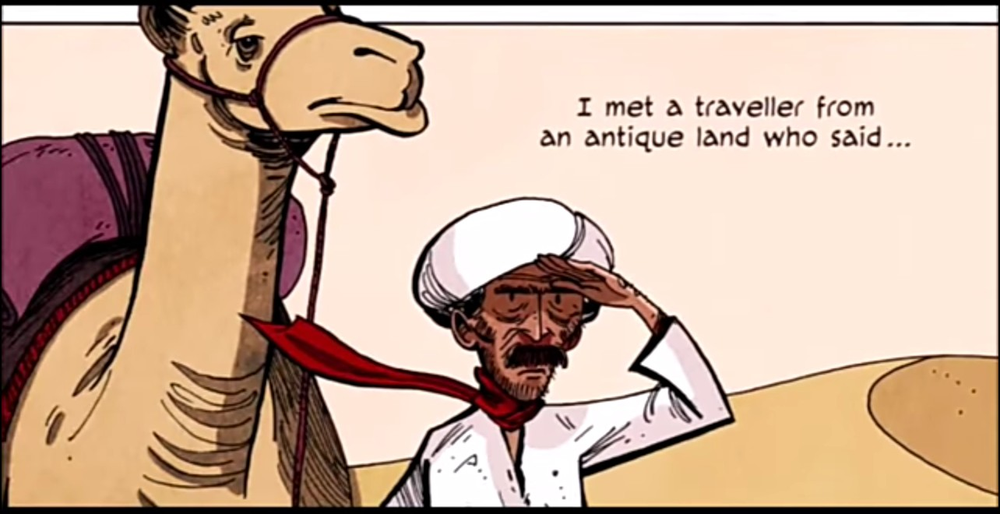 I met a traveller from
an antique land who said...